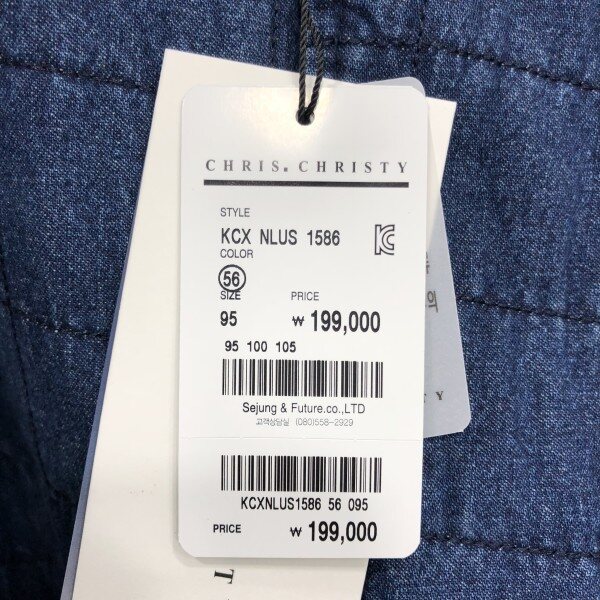 CHRIS. CHRISTY
STYLE
KCX NLUS 1586
COLOR
56
SIZE PRICE
95 ₩ 199,000
95 100 105
Sejung & Future.co.,LTD
고객상담실 (080)558-2929
KCXNLUS1586 56 095
PRICE ₩ 199,000
T
T Y